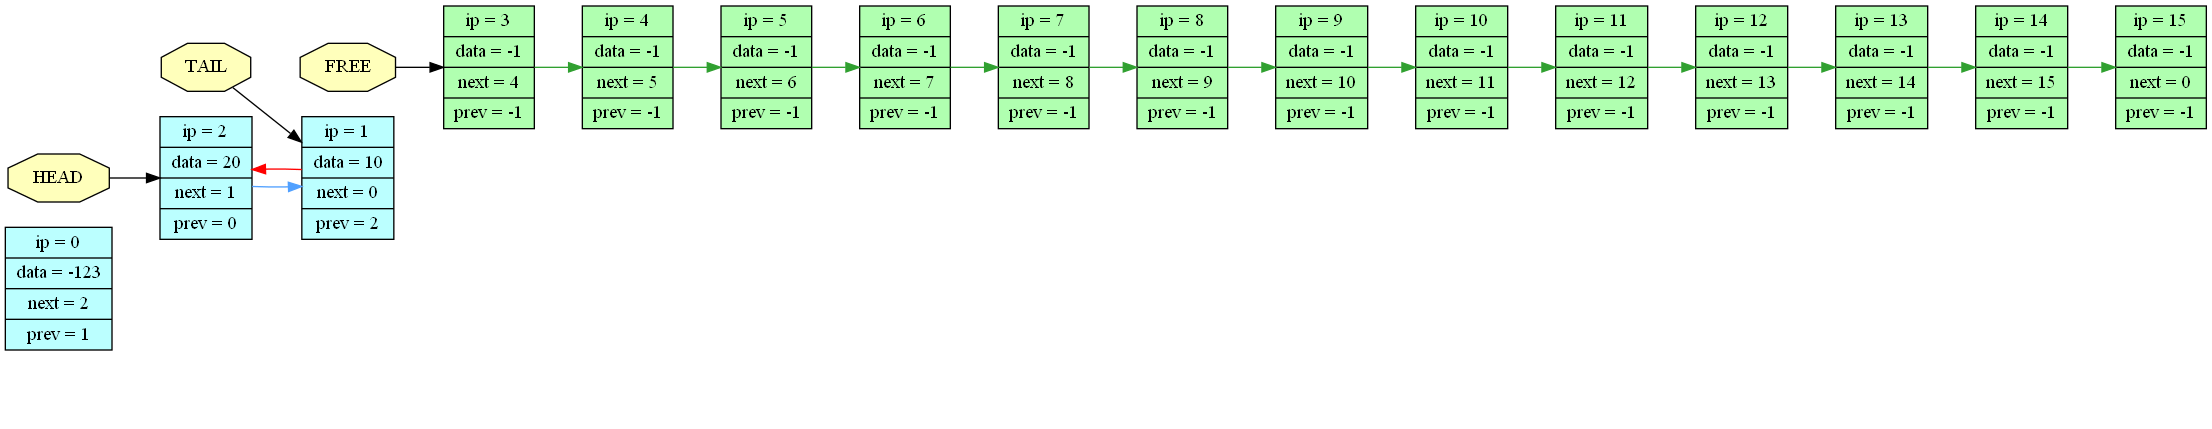 TAIL
FREE
HEAD
ip = 3
data = -1
next = 4
prev = -1
ip = 4
data = -1
next = 5
prev = -1
ip = 5
data = -1
next = 6
prev = -1
ip = 6
data = -1
next = 7
prev = -1
ip = 7
data = -1
next = 8
prev = -1
ip = 8
data = -1
next = 9
prev = -1
ip = 9
data = -1
next = 10
prev = -1
ip = 10
data = -1
next = 11
prev = -1
ip = 11
data = -1
next = 12
prev = -1
ip = 12
data = -1
next = 13
prev = -1
ip = 13
data = -1
next = 14
prev = -1
ip = 14
data = -1
next = 15
prev = -1
ip = 15
data = -1
next = 0
prev = -1
ip = 2
data = 20
next = 1
prev = 0
ip = 1
data = 10
next = 0
prev = 2
ip = 0
data = -123
next = 2
prev = 1